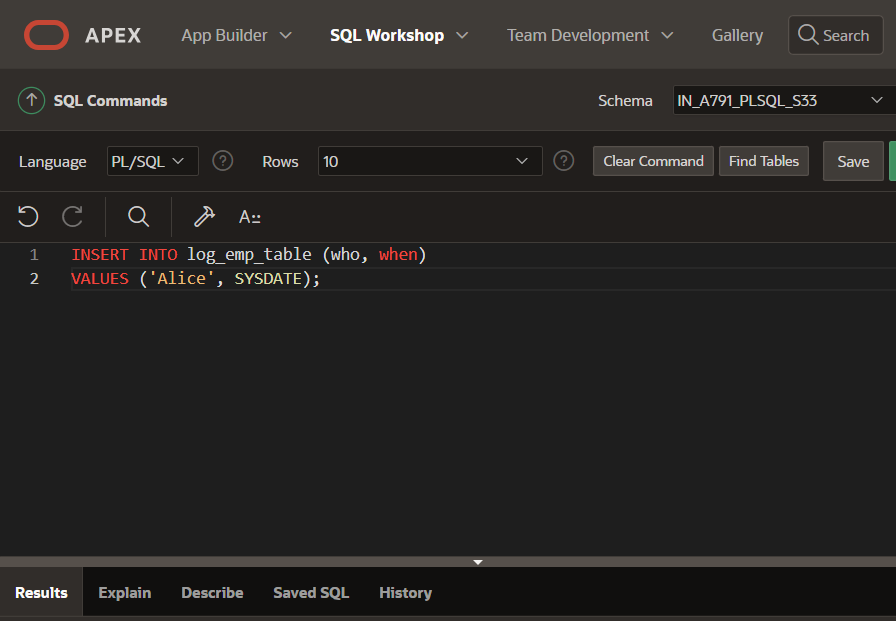 APEX App Builder SQL Workshop Team Development Gallery Search
SQL Commands Schema IN_A791_PLSQL_S33
Language PL/SQL ? Rows 10 ? Clear Command Find Tables Save
A::
1 INSERT INTO log_emp_table (who, when)
2 VALUES ('Alice', SYSDATE);
Results Explain Describe Saved SQL History